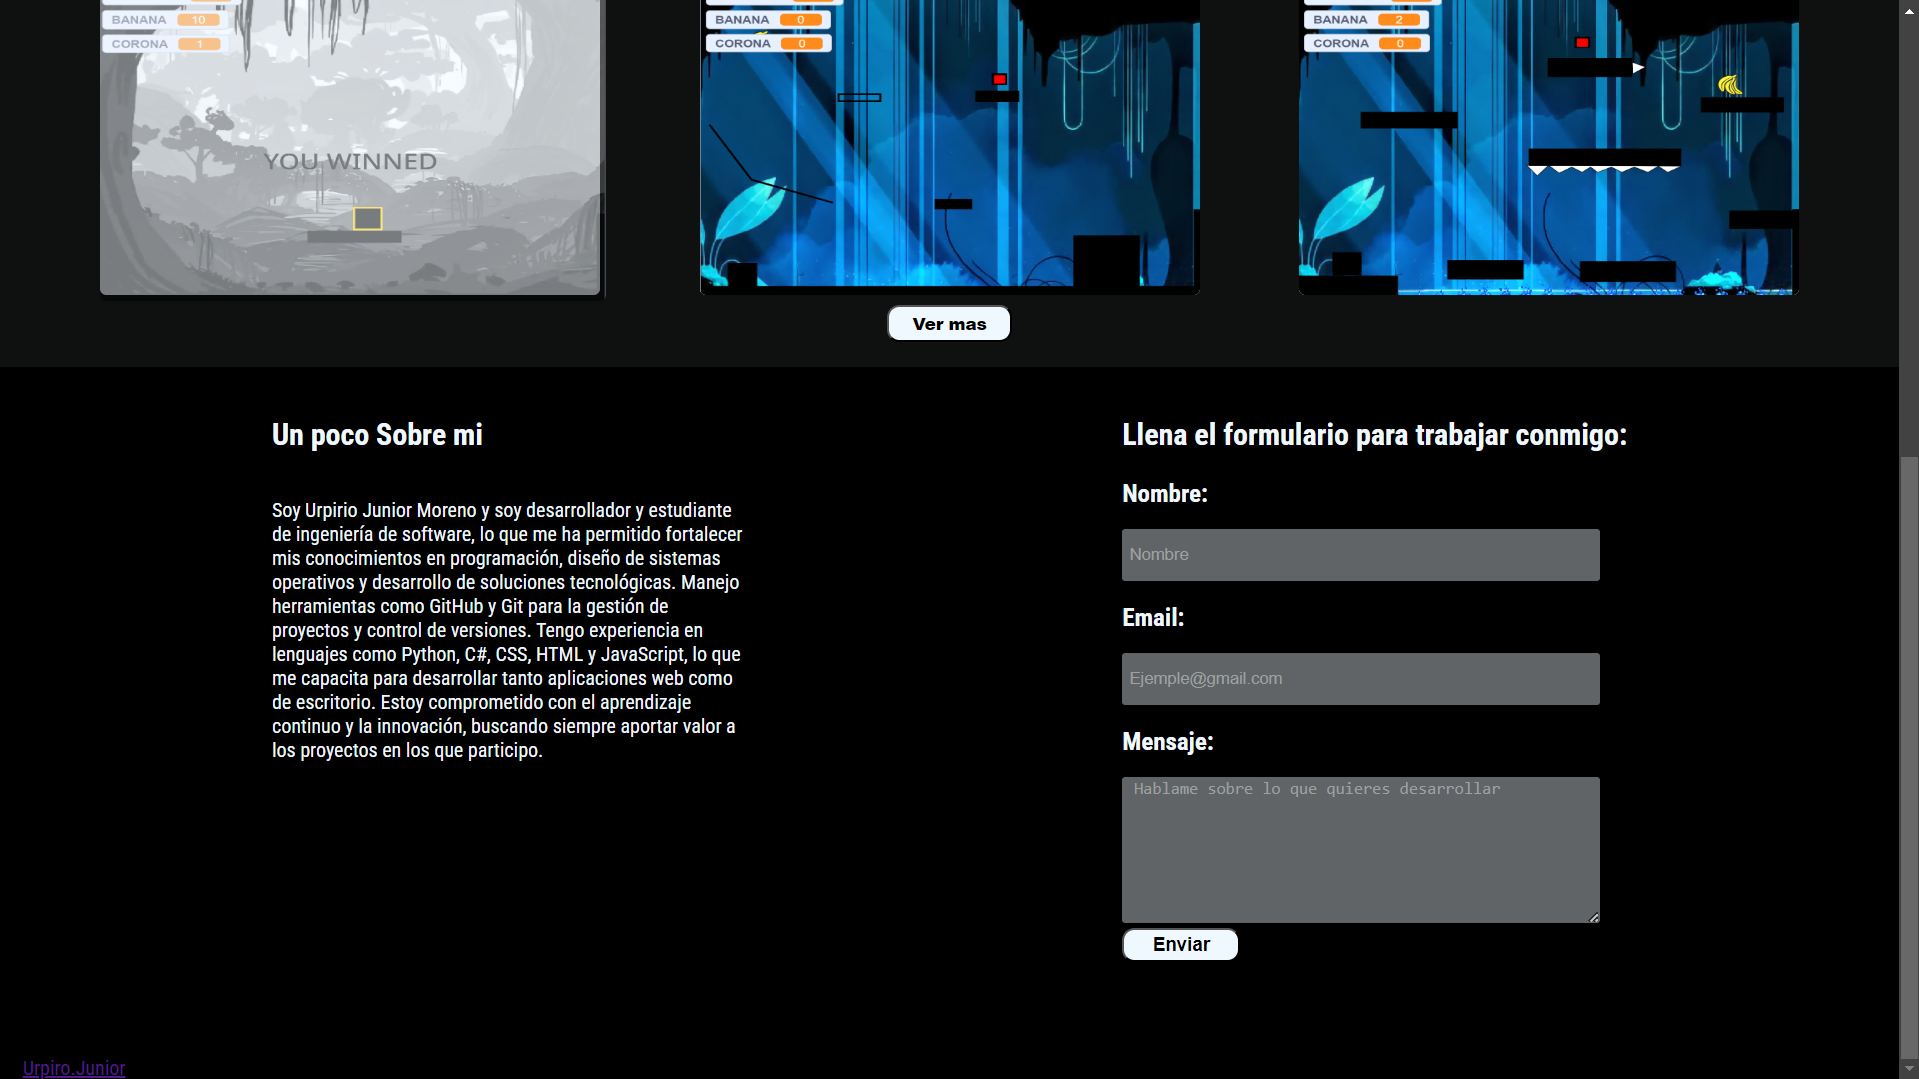 BANANA 10
CORONA 1
YOU WINNED
BANANA 0
CORONA 0
BANANA 2
CORONA 0
Ver mas
Un poco Sobre mi
Soy Urpirio Junior Moreno y soy desarrollador y estudiante
de ingeniería de software, lo que me ha permitido fortalecer
mis conocimientos en programación, diseño de sistemas
operativos y desarrollo de soluciones tecnológicas. Manejo
herramientas como GitHub y Git para la gestión de
proyectos y control de versiones. Tengo experiencia en
lenguajes como Python, C#, CSS, HTML y JavaScript, lo que
me capacita para desarrollar tanto aplicaciones web como
de escritorio. Estoy comprometido con el aprendizaje
continuo y la innovación, buscando siempre aportar valor a
los proyectos en los que participo.
Llena el formulario para trabajar conmigo:
Nombre:
Nombre
Email:
Ejemple@gmail.com
Mensaje:
Hablame sobre lo que quieres desarrollar
Enviar
Urpiro.Junior